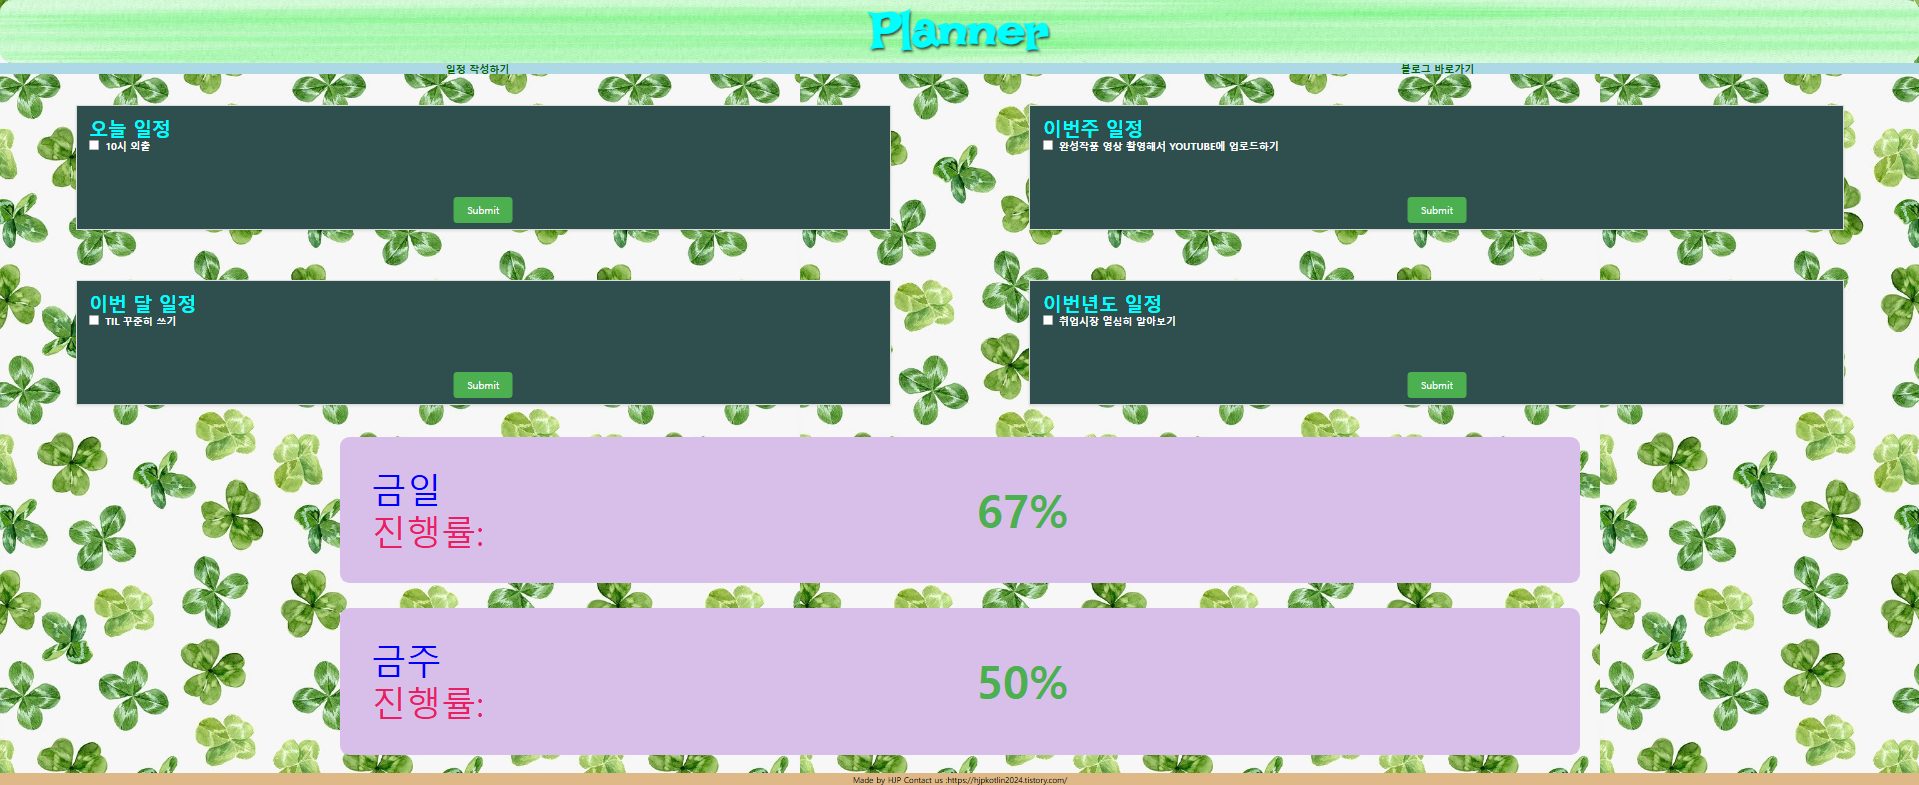 Planner
일정 작성하기
블로그 바로가기
오늘 일정
10시 외출
Submit
이번주 일정
완성작품 영상 촬영해서 YOUTUBE에 업로드하기
Submit
이번 달 일정
TIL 꾸준히 쓰기
Submit
이번년도 일정
취업시장 열심히 알아보기
Submit
금일
진행률:
67%
금주
진행률:
50%
Made by HJP Contact us :https://hjpkotlin2024.tistory.com/